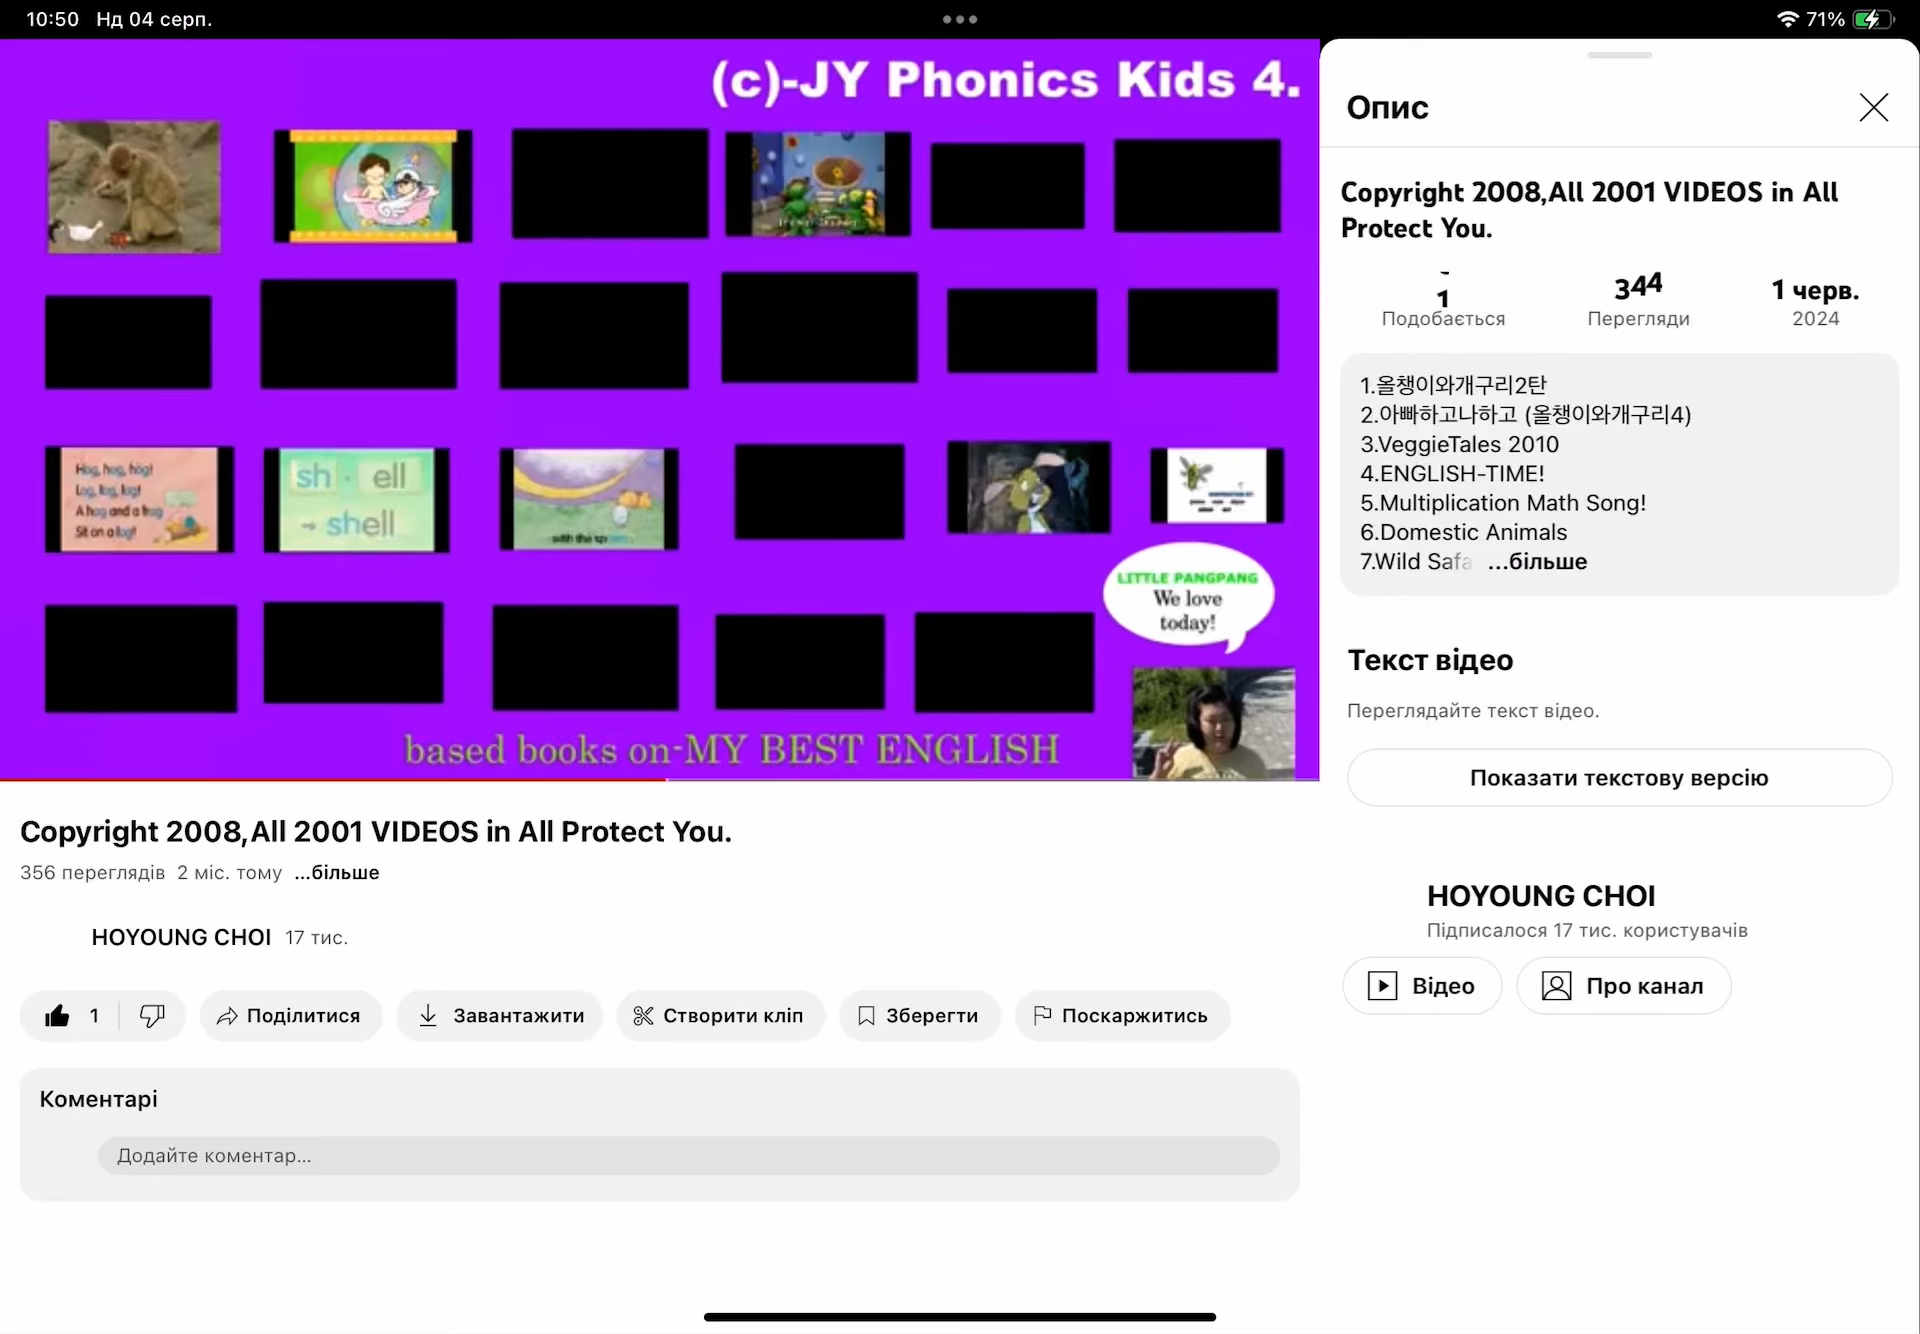 10:50 Нд 04 серп.
71%
(c)-JY Phonics Kids 4.
Hog, hog, hog!
Log, log, log!
A hog and a frog
Sit on a log!
sh · ell
→ shell
with the
LITTLE PANGPANG
We love
today!
based books on-MY BEST ENGLISH
Copyright 2008,All 2001 VIDEOS in All Protect You.
356 переглядів 2 міс. тому ...більше
HOYOUNG CHOI 17 тис.
1
Поділитися
Завантажити
Створити кліп
Зберегти
Поскаржитись
Коментарі
Додайте коментар...
Опис
Copyright 2008,All 2001 VIDEOS in All
Protect You.
1 344 1 черв.
Подобається Перегляди 2024
1.올챙이와개구리2탄
2.아빠하고나하고 (올챙이와개구리4)
3.VeggieTales 2010
4.ENGLISH-TIME!
5.Multiplication Math Song!
6.Domestic Animals
7.Wild Safa ...більше
Текст відео
Переглядайте текст відео.
Показати текстову версію
HOYOUNG CHOI
Підписалося 17 тис. користувачів
Відео
Про канал